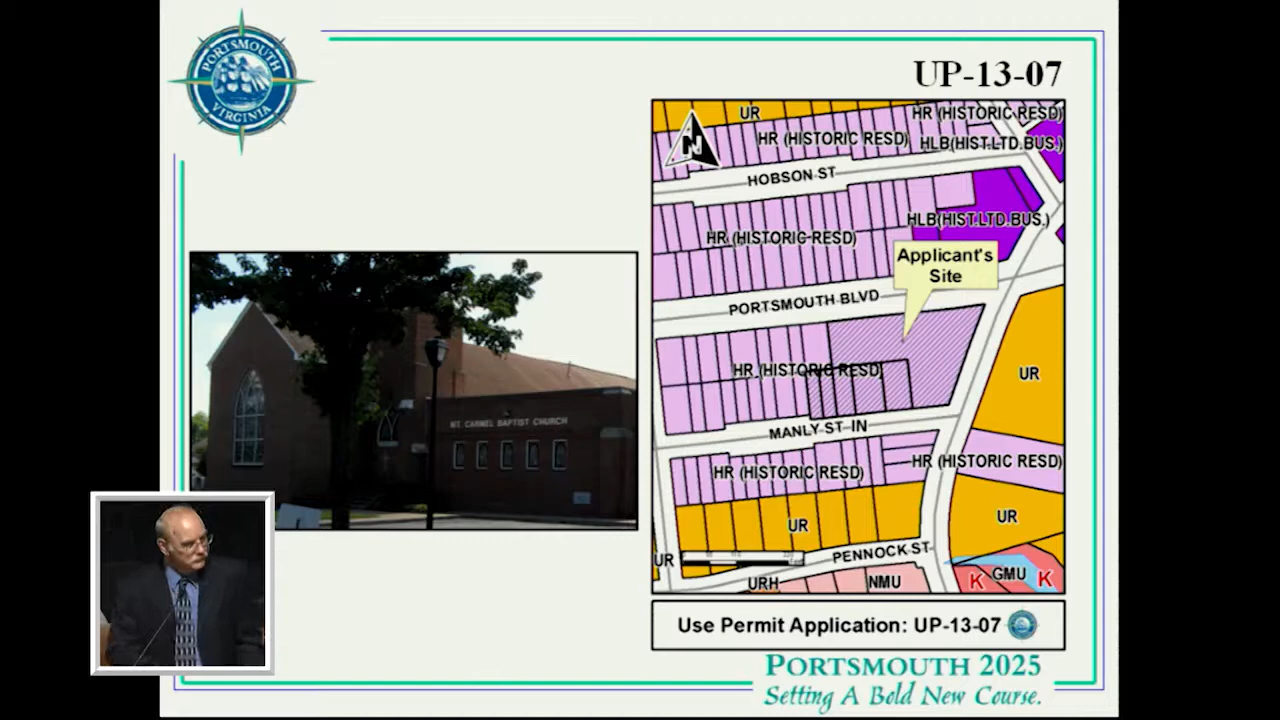 PORTSMOUTH
VIRGINIA
UP-13-07
UR
HR (HISTORIC RESD)
HR (HISTORIC RESD)
HLB(HIST.LTD.BUS.)
N
HOBSON ST
HLB(HIST.LTD.BUS.)
HR (HISTORIC RESD)
Applicant's
Site
PORTSMOUTH BLVD
HR (HISTORIC RESD)
UR
MT. CARMEL BAPTIST CHURCH
MANLY ST IN
HR (HISTORIC RESD)
HR (HISTORIC RESD)
UR
UR
UR
PENNOCK ST
URH
NMU
K
GMU
K
Use Permit Application: UP-13-07
PORTSMOUTH 2025
Setting A Bold New Course.